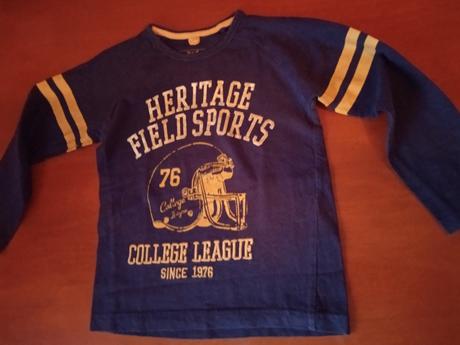 HERITAGE
FIELD SPORTS
76
College
League
COLLEGE LEAGUE
SINCE 1976